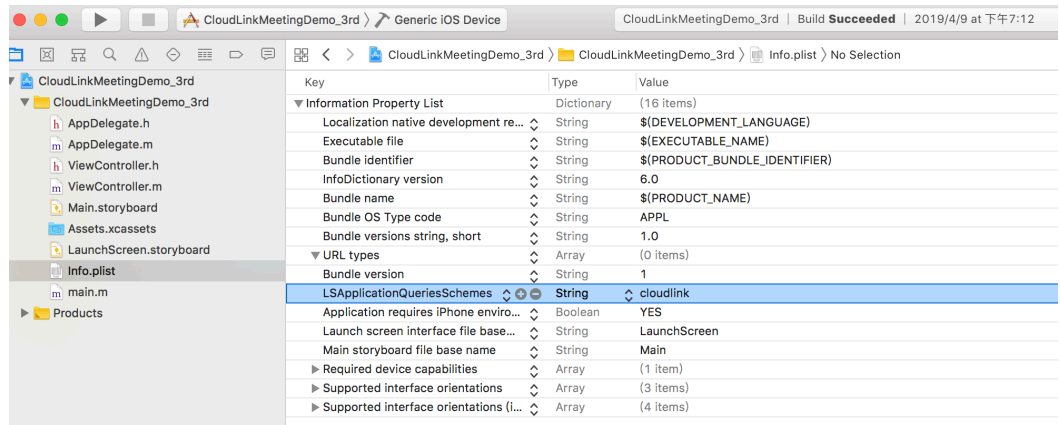 CloudLinkMeetingDemo_3rd 〉 Generic iOS Device
CloudLinkMeetingDemo_3rd | Build Succeeded | 2019/4/9 at 下午7:12
CloudLinkMeetingDemo_3rd 〉 CloudLinkMeetingDemo_3rd 〉 Info.plist 〉 No Selection
CloudLinkMeetingDemo_3rd
CloudLinkMeetingDemo_3rd
h AppDelegate.h
m AppDelegate.m
h ViewController.h
m ViewController.m
Main.storyboard
Assets.xcassets
LaunchScreen.storyboard
Info.plist
m main.m
Products
Key Type Value
Information Property List Dictionary (16 items)
Localization native development re... String $(DEVELOPMENT_LANGUAGE)
Executable file String $(EXECUTABLE_NAME)
Bundle identifier String $(PRODUCT_BUNDLE_IDENTIFIER)
InfoDictionary version String 6.0
Bundle name String $(PRODUCT_NAME)
Bundle OS Type code String APPL
Bundle versions string, short String 1.0
URL types Array (0 items)
Bundle version String 1
LSApplicationQueriesSchemes String cloudlink
Application requires iPhone enviro... Boolean YES
Launch screen interface file base... String LaunchScreen
Main storyboard file base name String Main
Required device capabilities Array (1 item)
Supported interface orientations Array (3 items)
Supported interface orientations (i... Array (4 items)